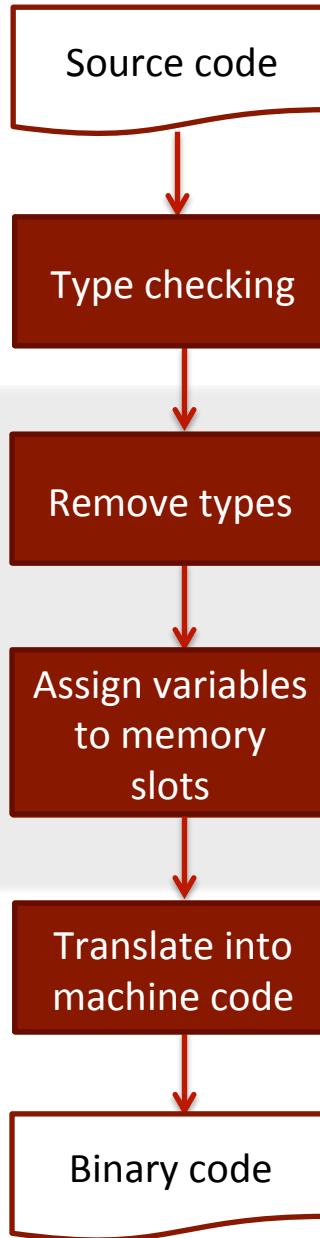 Source code
Type checking
Remove types
Assign variables
to memory
slots
Translate into
machine code
Binary code